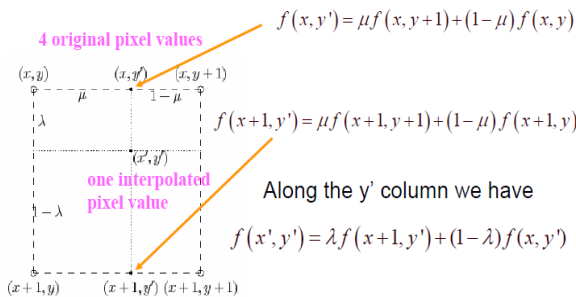 f(x,y')=μf(x,y+1)+(1-μ)f(x,y)
4 original pixel values
(x,y) (x,y') (x,y+1)
μ 1-μ
λ
f(x+1,y')=μf(x+1,y+1)+(1-μ)f(x+1,y)
(x',y')
one interpolated
pixel value
Along the y' column we have
1-λ
f(x',y')=λf(x+1,y')+(1-λ)f(x,y')
(x+1,y) (x+1,y') (x+1,y+1)